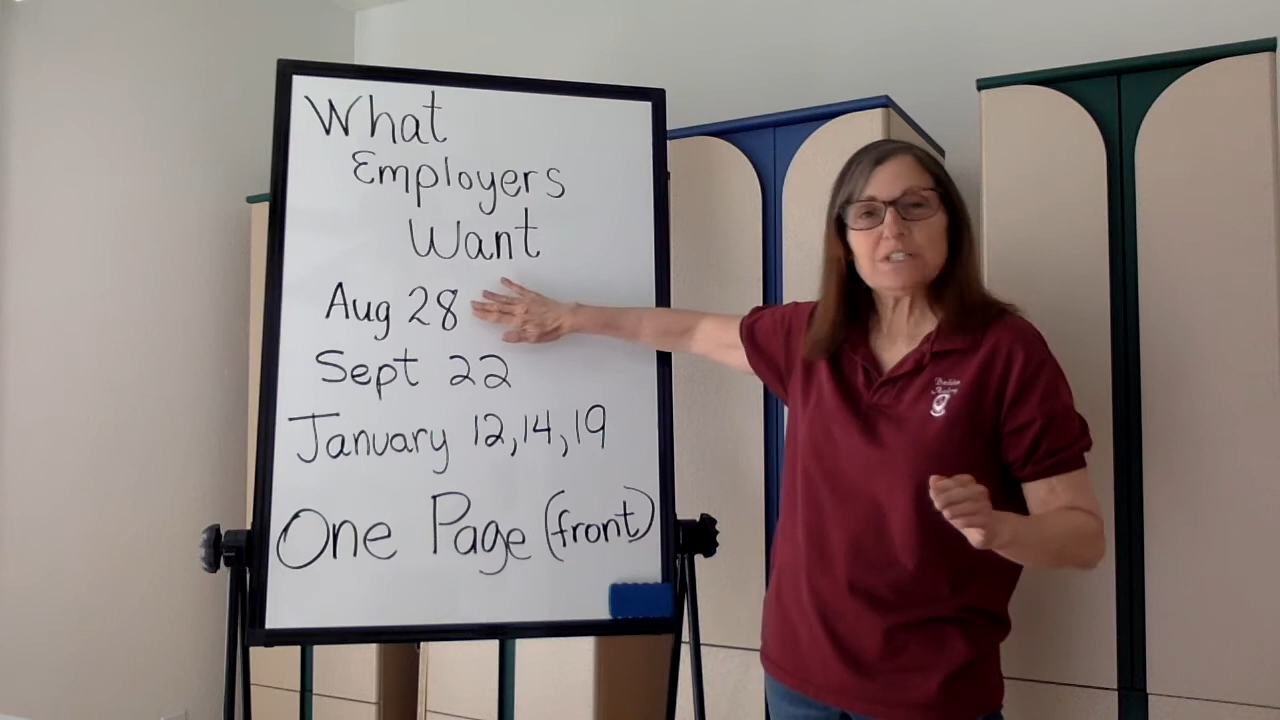 What
Employers
Want
Aug 28
Sept 22
January 12, 14, 19
One Page (front)